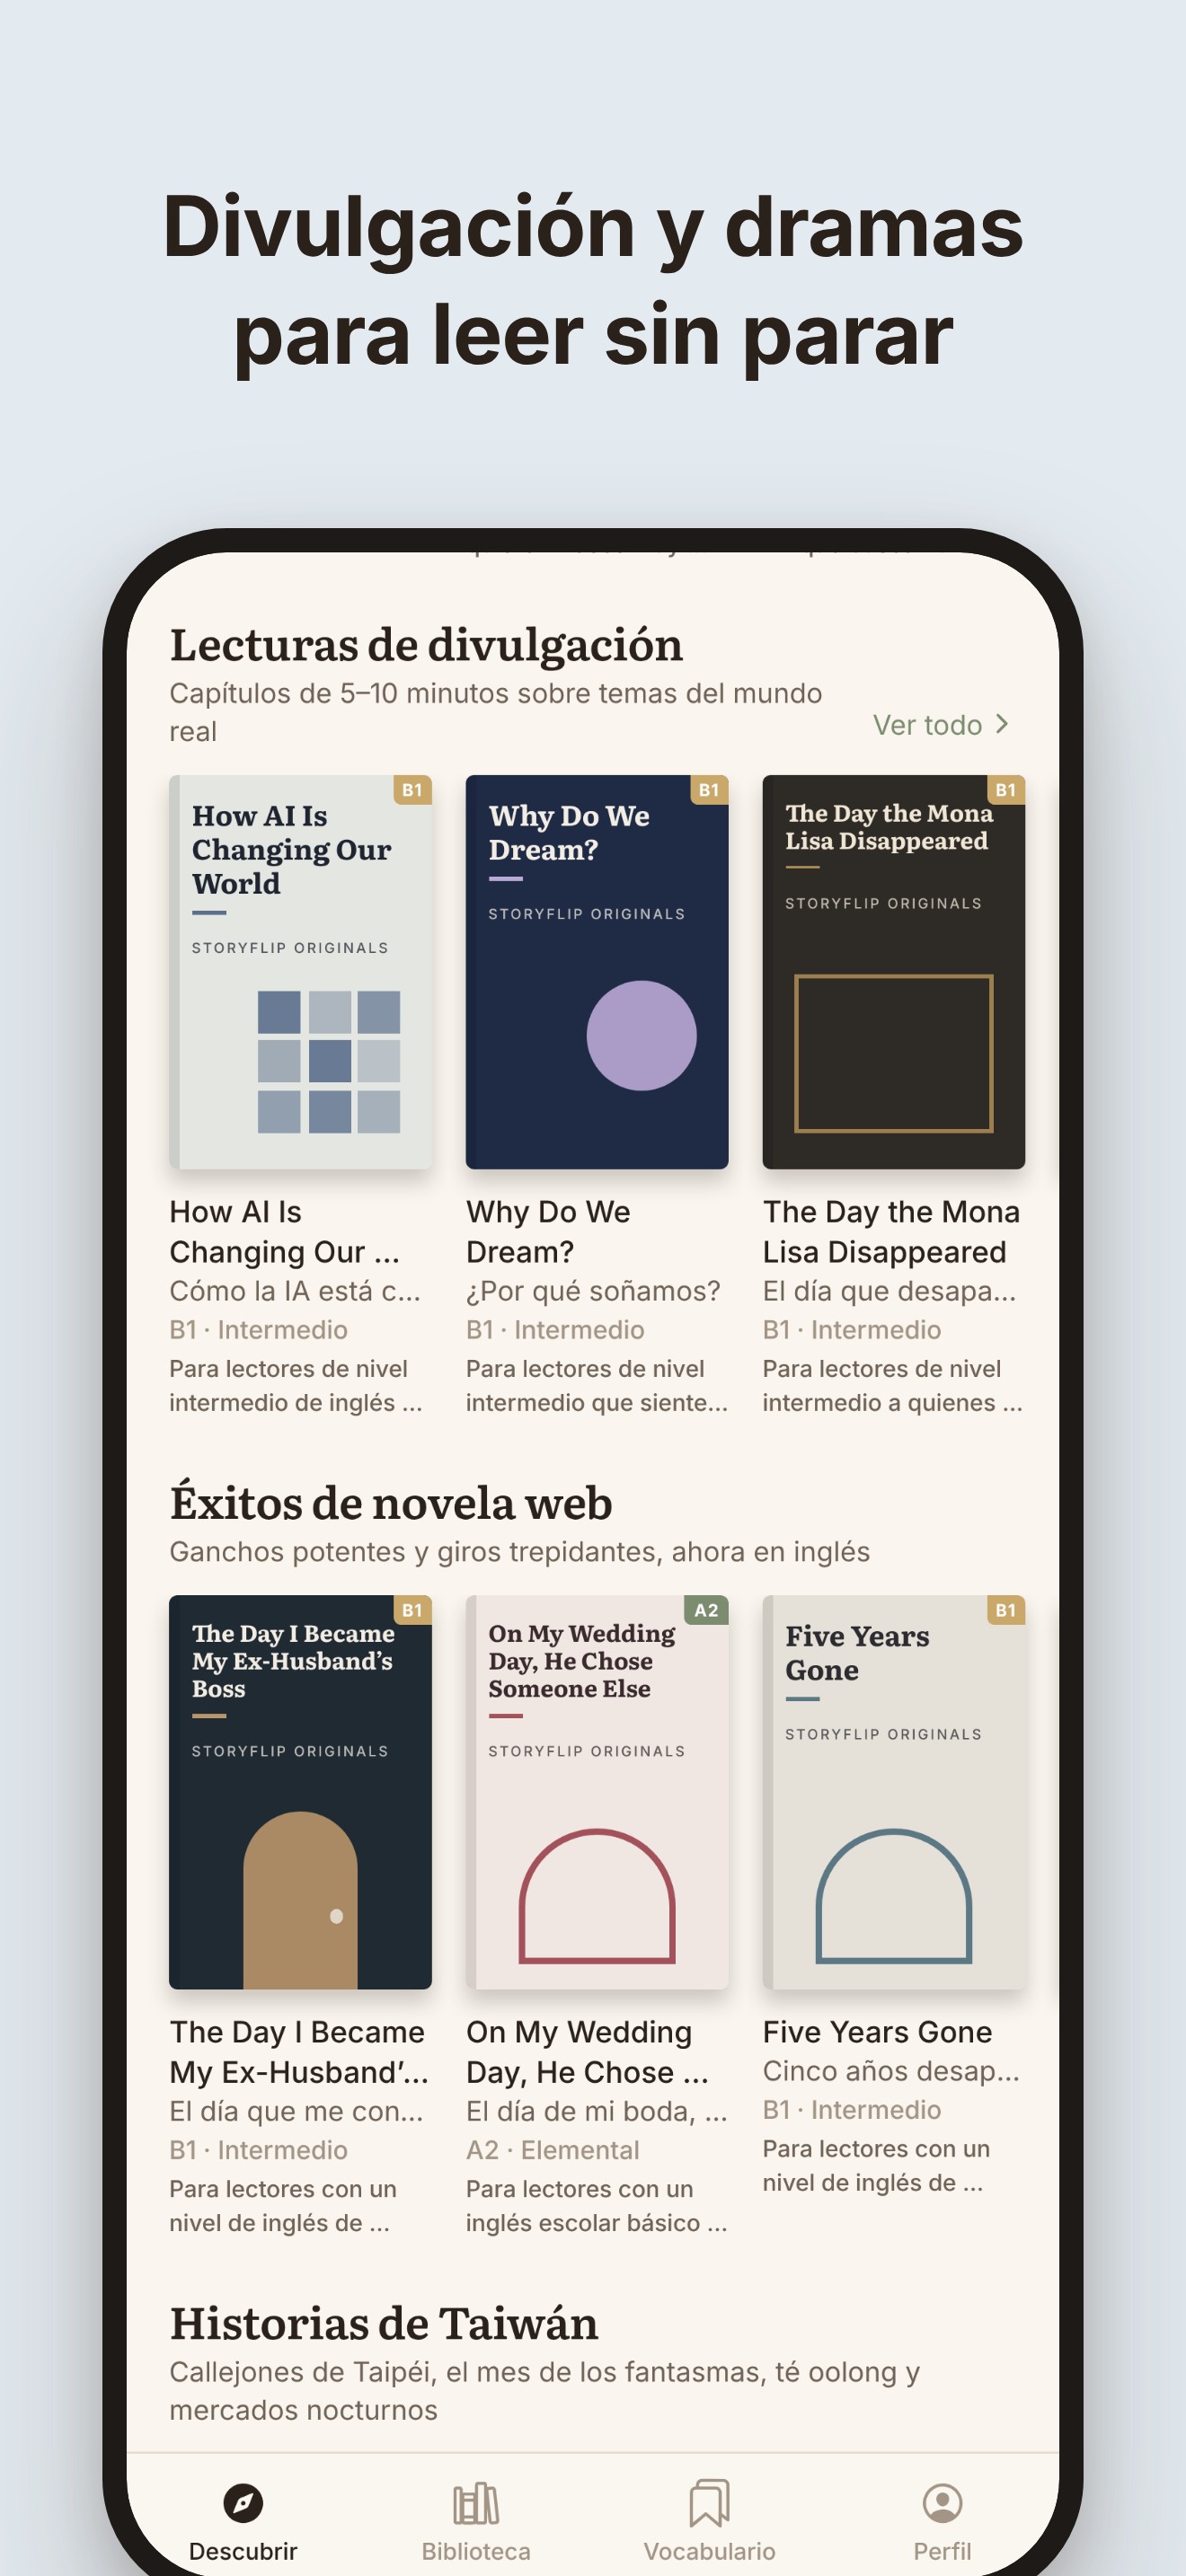 Divulgación y dramas
para leer sin parar
Lecturas de divulgación
Capítulos de 5–10 minutos sobre temas del mundo
real
Ver todo
B1
How AI Is
Changing Our
World
STORYFLIP ORIGINALS
B1
Why Do We
Dream?
STORYFLIP ORIGINALS
B1
The Day the Mona
Lisa Disappeared
STORYFLIP ORIGINALS
How AI Is
Changing Our ...
Cómo la IA está c...
B1 · Intermedio
Para lectores de nivel
intermedio de inglés ...
Why Do We
Dream?
¿Por qué soñamos?
B1 · Intermedio
Para lectores de nivel
intermedio que siente...
The Day the Mona
Lisa Disappeared
El día que desapa...
B1 · Intermedio
Para lectores de nivel
intermedio a quienes ...
Éxitos de novela web
Ganchos potentes y giros trepidantes, ahora en inglés
B1
The Day I Became
My Ex-Husband’s
Boss
STORYFLIP ORIGINALS
A2
On My Wedding
Day, He Chose
Someone Else
STORYFLIP ORIGINALS
B1
Five Years
Gone
STORYFLIP ORIGINALS
The Day I Became
My Ex-Husband’...
El día que me con...
B1 · Intermedio
Para lectores con un
nivel de inglés de ...
On My Wedding
Day, He Chose ...
El día de mi boda, ...
A2 · Elemental
Para lectores con un
inglés escolar básico ...
Five Years Gone
Cinco años desap...
B1 · Intermedio
Para lectores con un
nivel de inglés de ...
Historias de Taiwán
Callejones de Taipéi, el mes de los fantasmas, té oolong y
mercados nocturnos
Descubrir
Biblioteca
Vocabulario
Perfil